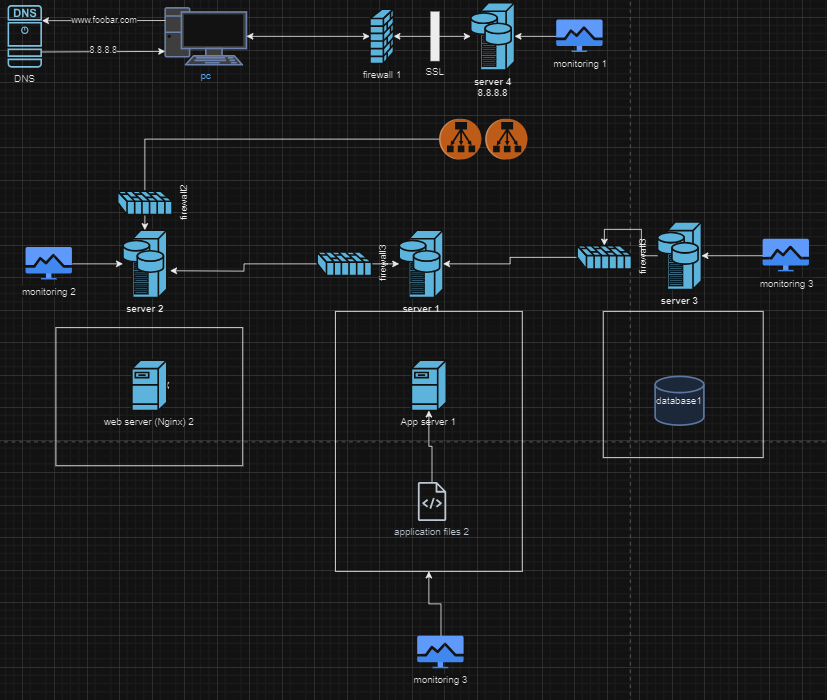 DNS
www.foobar.com
8.8.8.8
DNS
pc
firewall 1
SSL
server 4
8.8.8.8
monitoring 1
firewall2
monitoring 2
server 2
firewall3
server 1
firewall3
server 3
monitoring 3
web server (Nginx) 2
App server 1
database1
</>
application files 2
monitoring 3